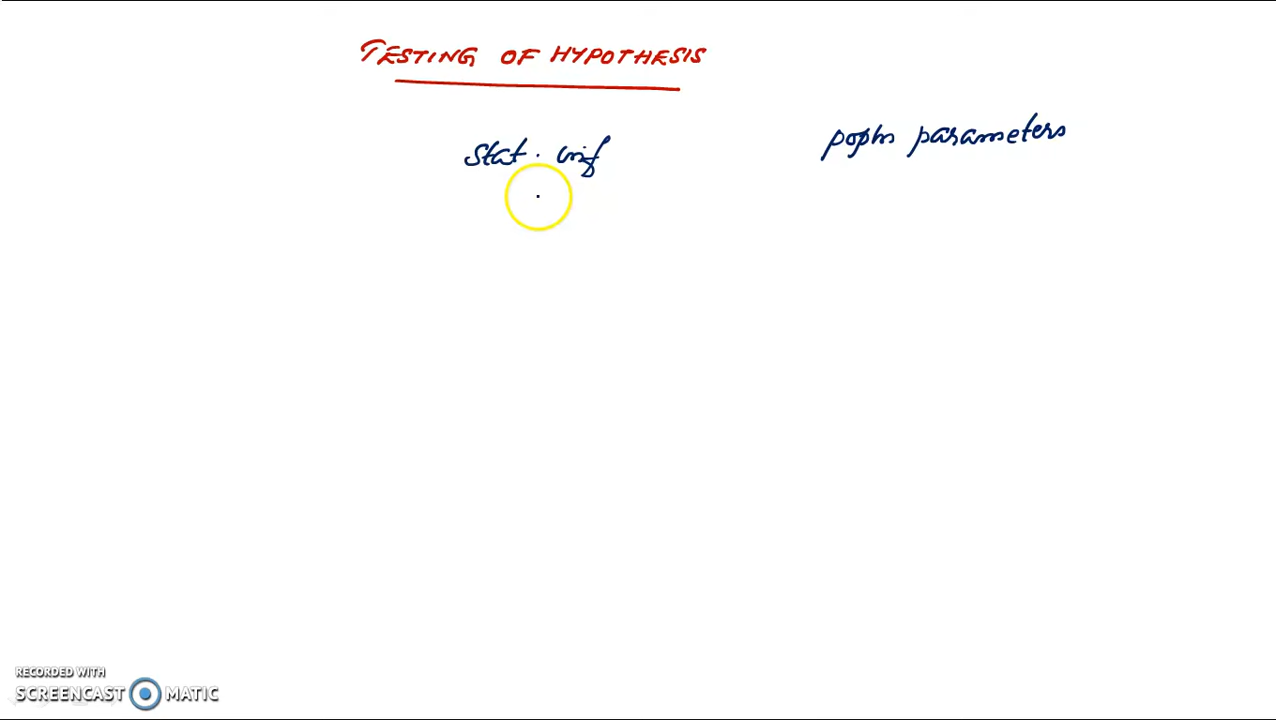 TESTING OF HYPOTHESIS
stat. inf popln parameters
RECORDED WITH
SCREENCAST MATIC